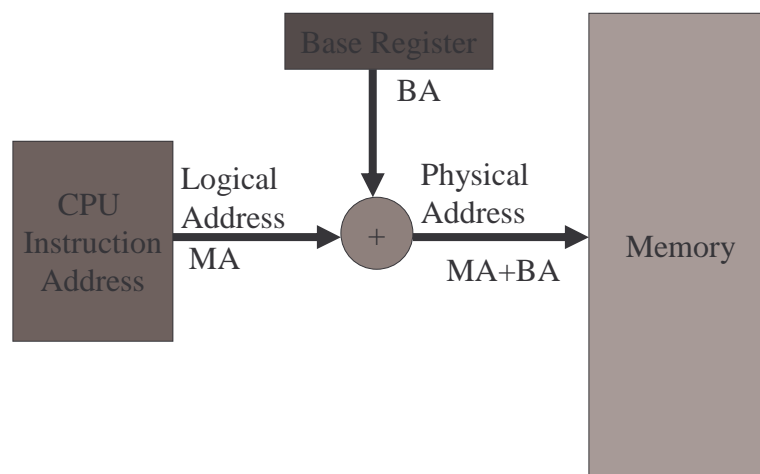 Base Register
BA
CPU
Instruction
Address
Logical
Address
MA
+
Physical
Address
MA+BA
Memory